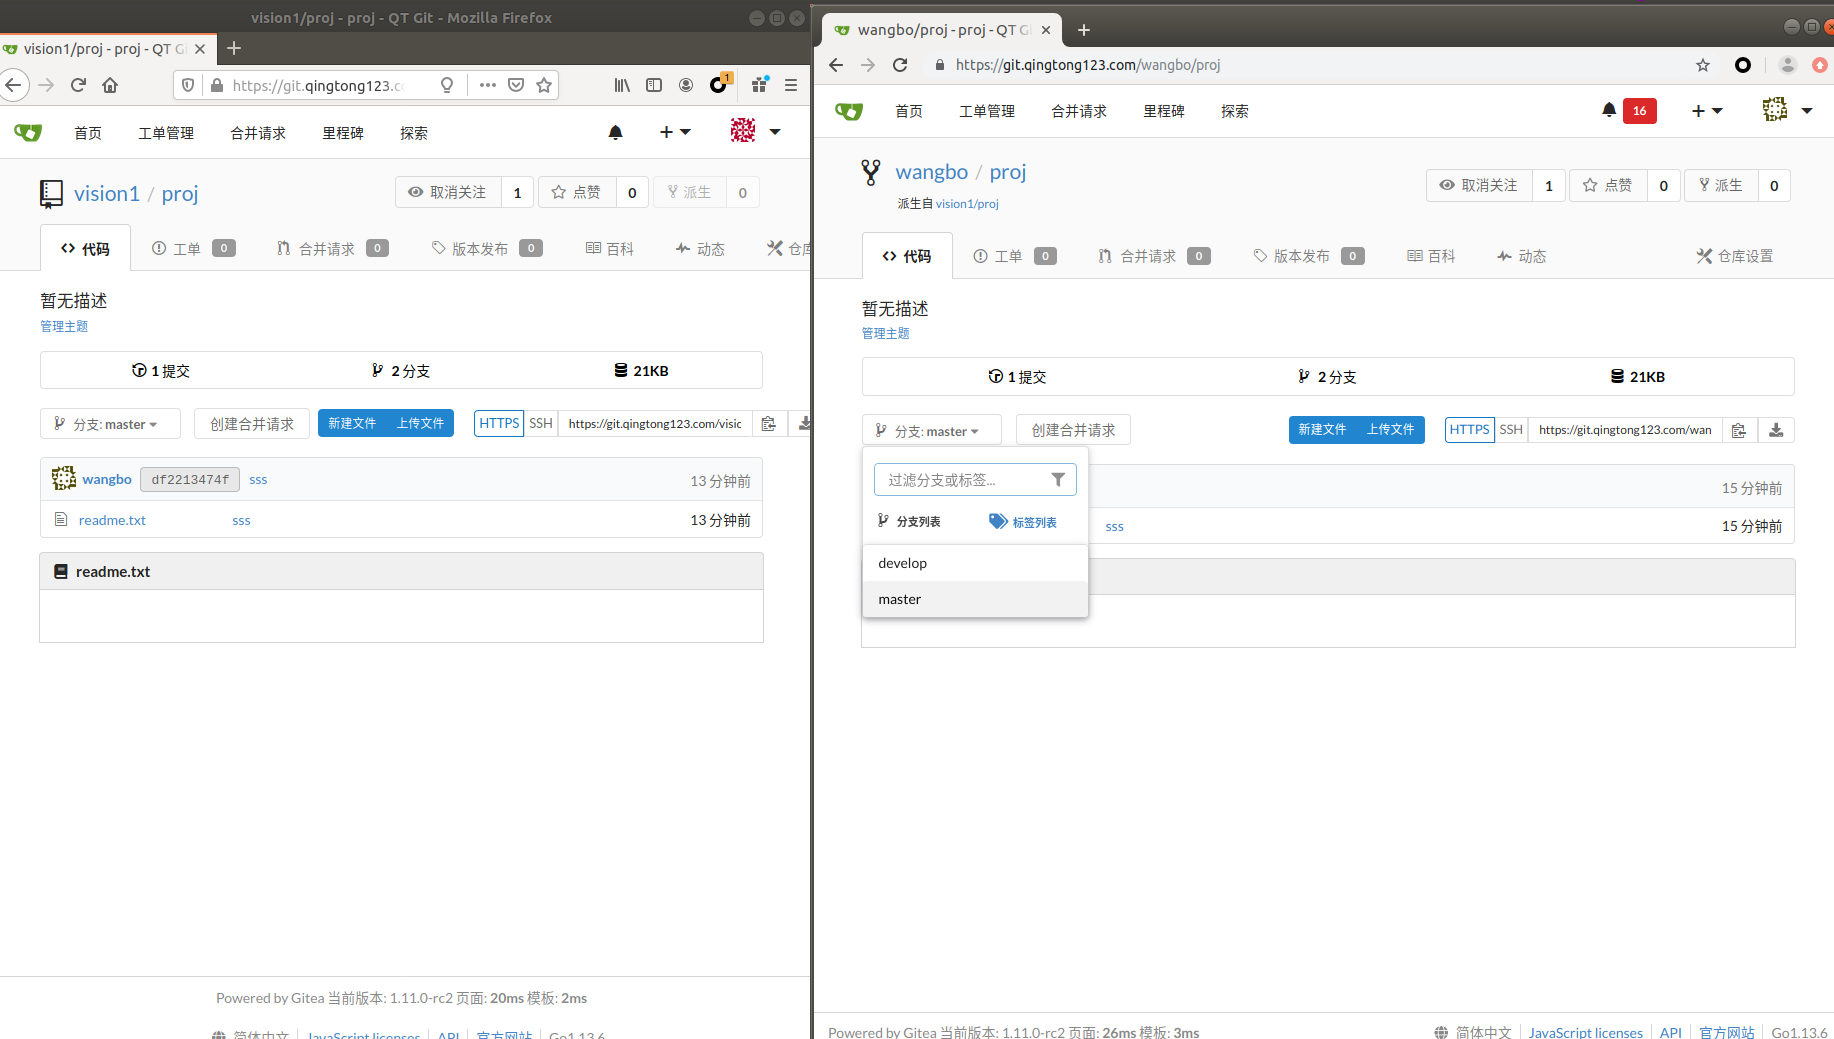 vision1/proj - proj - QT Git - Mozilla Firefox
vision1/proj - proj - QT Gi
https://git.qingtong123.c
1
首页 工单管理 合并请求 里程碑 探索
vision1 / proj
取消关注 1 点赞 0 派生 0
代码 工单 0 合并请求 0 版本发布 0 百科 动态 仓库
暂无描述
管理主题
1 提交 2 分支 21KB
分支: master 创建合并请求 新建文件 上传文件 HTTPS SSH https://git.qingtong123.com/visic
wangbo df2213474f sss 13 分钟前
readme.txt sss 13 分钟前
readme.txt
Powered by Gitea 当前版本: 1.11.0-rc2 页面: 20ms 模板: 2ms
简体中文 JavaScript licenses API 官方网站 Go1.13.6
wangbo/proj - proj - QT Gi
https://git.qingtong123.com/wangbo/proj
首页 工单管理 合并请求 里程碑 探索 16
wangbo / proj
取消关注 1 点赞 0 派生 0
派生自 vision1/proj
代码 工单 0 合并请求 0 版本发布 0 百科 动态 仓库设置
暂无描述
管理主题
1 提交 2 分支 21KB
分支: master 创建合并请求 新建文件 上传文件 HTTPS SSH https://git.qingtong123.com/wan
过滤分支或标签...
15 分钟前
分支列表 标签列表
sss 15 分钟前
develop
master
Powered by Gitea 当前版本: 1.11.0-rc2 页面: 26ms 模板: 3ms
简体中文 JavaScript licenses API 官方网站 Go1.13.6